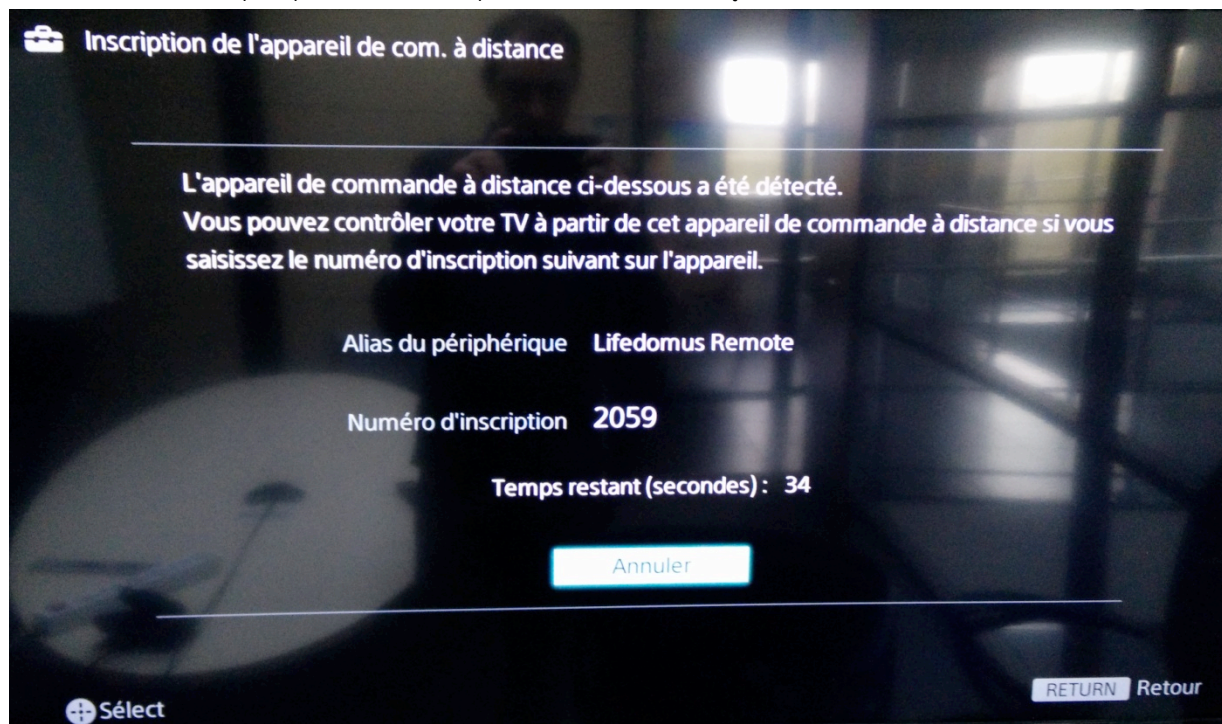 Inscription de l'appareil de com. à distance
L'appareil de commande à distance ci-dessous a été détecté.
Vous pouvez contrôler votre TV à partir de cet appareil de commande à distance si vous
saisissez le numéro d'inscription suivant sur l'appareil.
Alias du périphérique Lifedomus Remote
Numéro d'inscription 2059
Temps restant (secondes) : 34
Annuler
RETURN Retour
Sélect